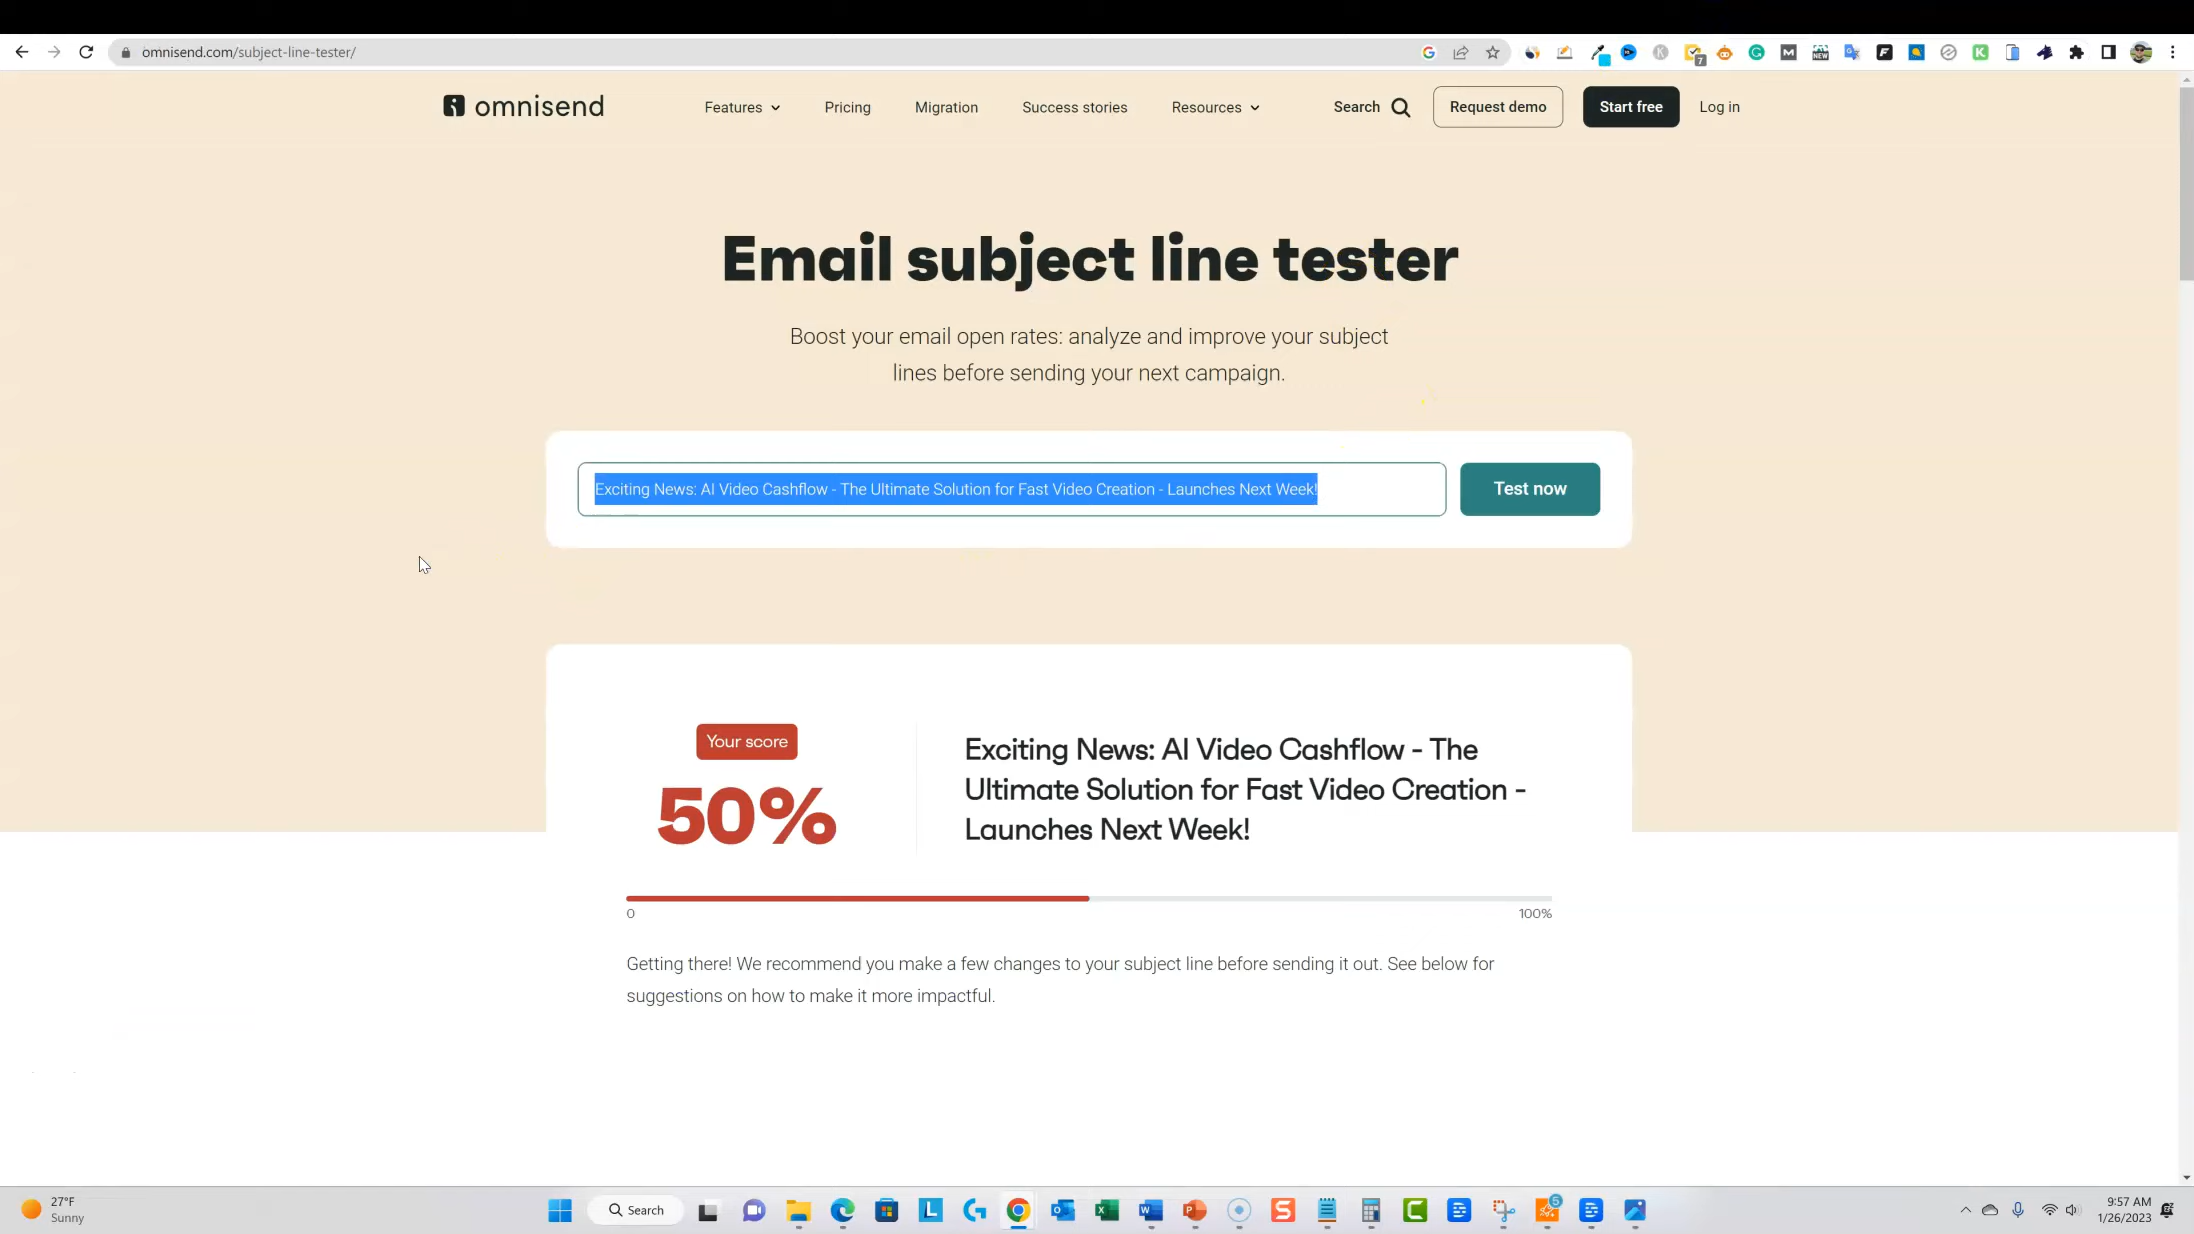 omnisend.com/subject-line-tester/
omnisend
Features
Pricing
Migration
Success stories
Resources
Search
Request demo
Start free
Log in
Email subject line tester
Boost your email open rates: analyze and improve your subject
lines before sending your next campaign.
Exciting News: AI Video Cashflow - The Ultimate Solution for Fast Video Creation - Launches Next Week!
Test now
Your score
50%
Exciting News: AI Video Cashflow - The
Ultimate Solution for Fast Video Creation -
Launches Next Week!
0
100%
Getting there! We recommend you make a few changes to your subject line before sending it out. See below for
suggestions on how to make it more impactful.
27°F
Sunny
Search
5
9:57 AM
1/26/2023